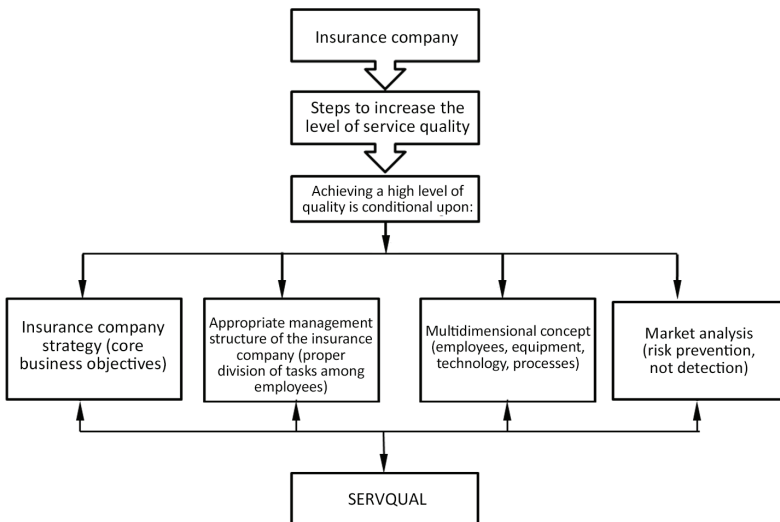 Insurance company
Steps to increase the
level of service quality
Achieving a high level of
quality is conditional upon:
Insurance company
strategy (core
business objectives)
Appropriate management
structure of the insurance
company (proper
division of tasks among
employees)
Multidimensional concept
(employees, equipment,
technology, processes)
Market analysis
(risk prevention,
not detection)
SERVQUAL